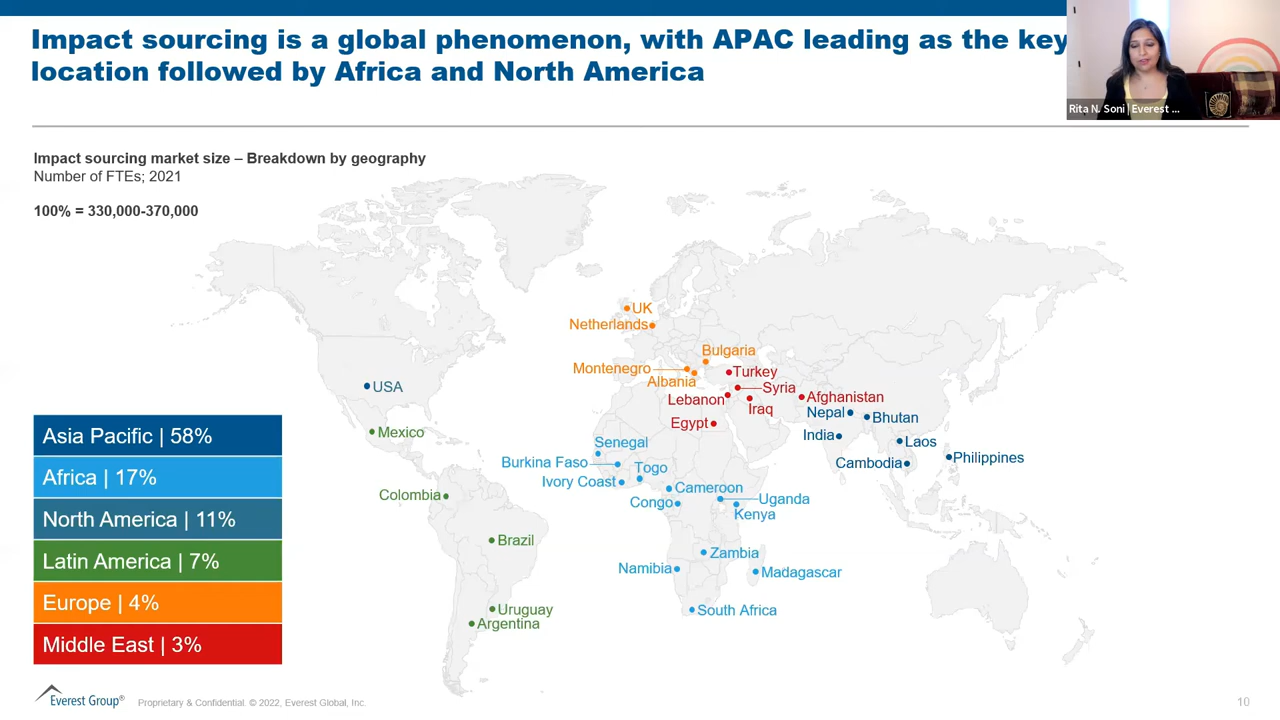 Impact sourcing is a global phenomenon, with APAC leading as the key
location followed by Africa and North America
Rita N. Soni | Everest ...
Impact sourcing market size – Breakdown by geography
Number of FTEs; 2021
100% = 330,000-370,000
UK
Netherlands
Bulgaria
Montenegro
Albania
Turkey
Syria
Lebanon
Iraq
Afghanistan
Egypt
Nepal
Bhutan
India
Laos
Cambodia
Philippines
USA
Mexico
Colombia
Brazil
Uruguay
Argentina
Senegal
Burkina Faso
Togo
Ivory Coast
Cameroon
Congo
Uganda
Kenya
Zambia
Namibia
Madagascar
South Africa
Asia Pacific | 58%
Africa | 17%
North America | 11%
Latin America | 7%
Europe | 4%
Middle East | 3%
Everest Group®
Proprietary & Confidential. © 2022, Everest Global, Inc.
10